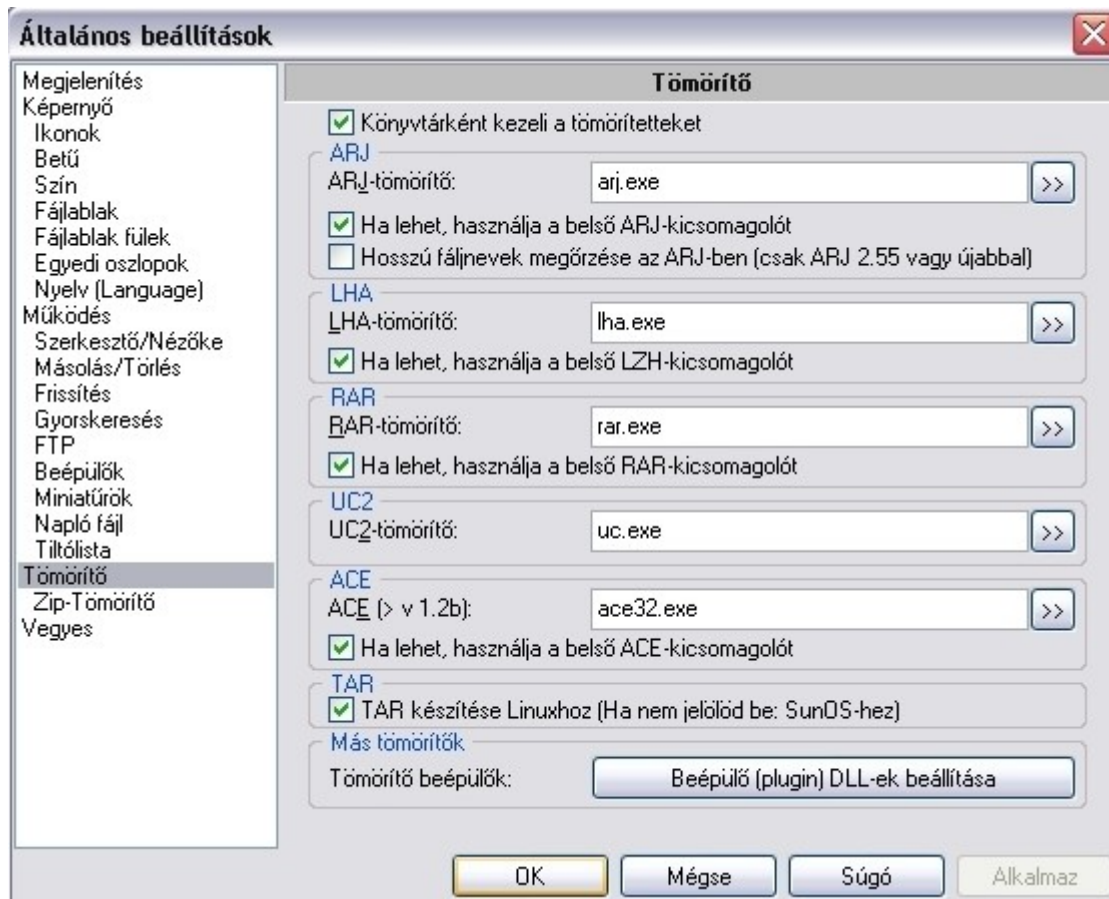 Általános beállítások
Megjelenítés
Képernyő
Ikonok
Betű
Szín
Fájlablak
Fájlablak fülek
Egyedi oszlopok
Nyelv (Language)
Működés
Szerkesztő/Nézőke
Másolás/Törlés
Frissítés
Gyorskeresés
FTP
Beépülők
Miniatűrök
Napló fájl
Tiltólista
Tömörítő
Zip-Tömörítő
Vegyes
Tömörítő
Könyvtárként kezeli a tömörítetteket
ARJ
ARJ-tömörítő: arj.exe >>
Ha lehet, használja a belső ARJ-kicsomagolót
Hosszú fáljnevek megőrzése az ARJ-ben (csak ARJ 2.55 vagy újabbal)
LHA
LHA-tömörítő: lha.exe >>
Ha lehet, használja a belső LZH-kicsomagolót
RAR
RAR-tömörítő: rar.exe >>
Ha lehet, használja a belső RAR-kicsomagolót
UC2
UC2-tömörítő: uc.exe >>
ACE
ACE (> v 1.2b): ace32.exe >>
Ha lehet, használja a belső ACE-kicsomagolót
TAR
TAR készítése Linuxhoz (Ha nem jelölöd be: SunOS-hez)
Más tömörítők
Tömörítő beépülők: Beépülő (plugin) DLL-ek beállítása
OK Mégse Súgó Alkalmaz